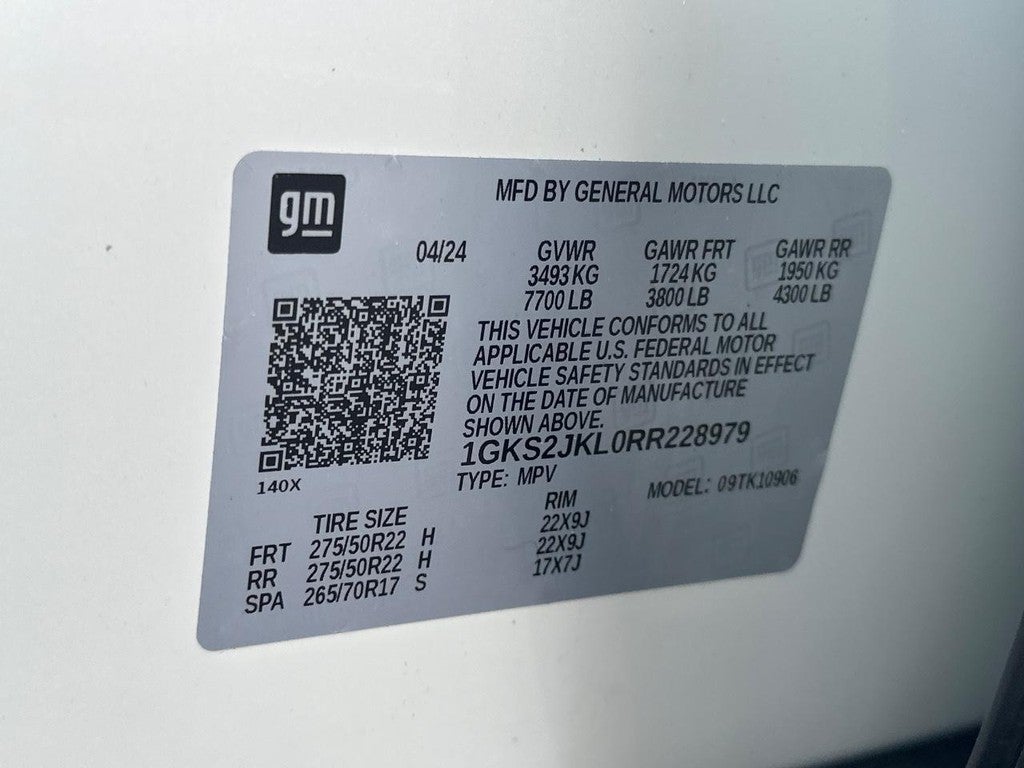 gm
MFD BY GENERAL MOTORS LLC
04/24 GVWR GAWR FRT GAWR RR
3493 KG 1724 KG 1950 KG
7700 LB 3800 LB 4300 LB
THIS VEHICLE CONFORMS TO ALL
APPLICABLE U.S. FEDERAL MOTOR
VEHICLE SAFETY STANDARDS IN EFFECT
ON THE DATE OF MANUFACTURE
SHOWN ABOVE.
1GKS2JKL0RR228979
TYPE: MPV MODEL: 09TK10906
140X
TIRE SIZE RIM
FRT 275/50R22 H 22X9J
RR 275/50R22 H 22X9J
SPA 265/70R17 S 17X7J